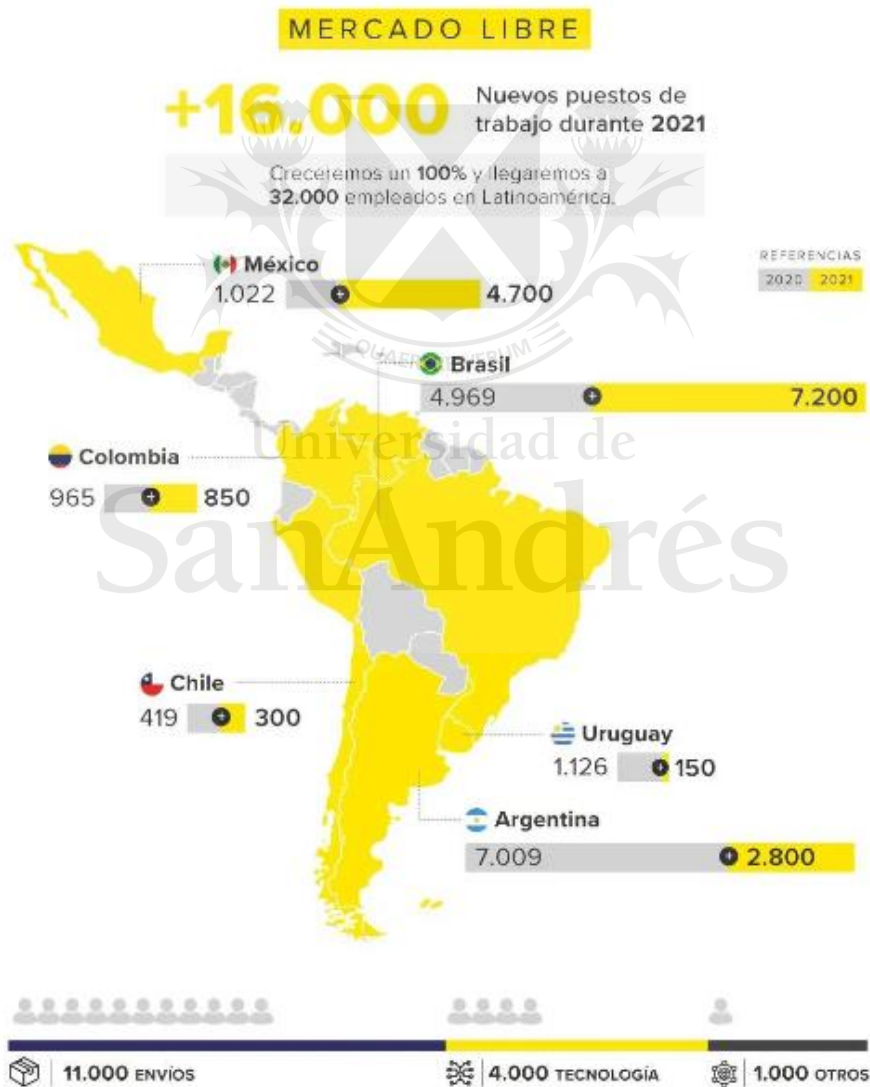 MERCADO LIBRE
+16.000
Nuevos puestos de
trabajo durante 2021
Creceremos un 100% y llegaremos a
32.000 empleados en Latinoamérica.
REFERENCIAS
2020 2021
México
1.022 + 4.700
QUAERERE VERUM
Brasil
4.969 + 7.200
Universidad de
SanAndrés
Colombia
965 + 850
Chile
419 + 300
Uruguay
1.126 + 150
Argentina
7.009 + 2.800
11.000 ENVÍOS
4.000 TECNOLOGÍA
1.000 OTROS